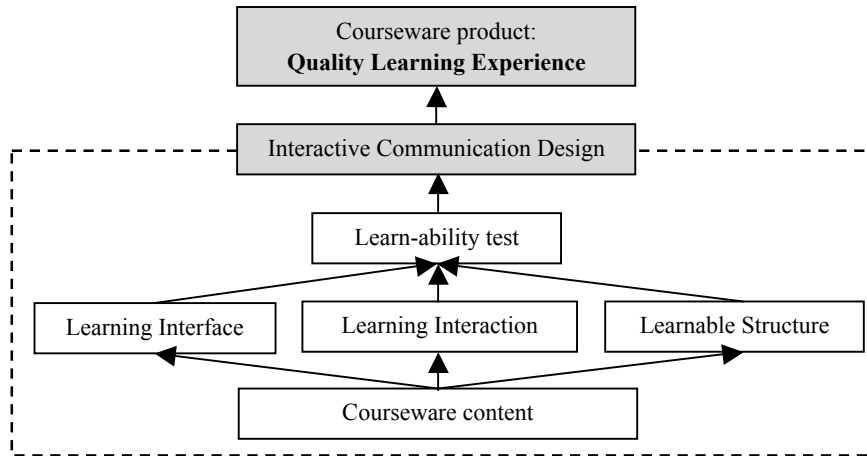 Courseware product:
Quality Learning Experience
Interactive Communication Design
Learn-ability test
Learning Interface
Learning Interaction
Learnable Structure
Courseware content